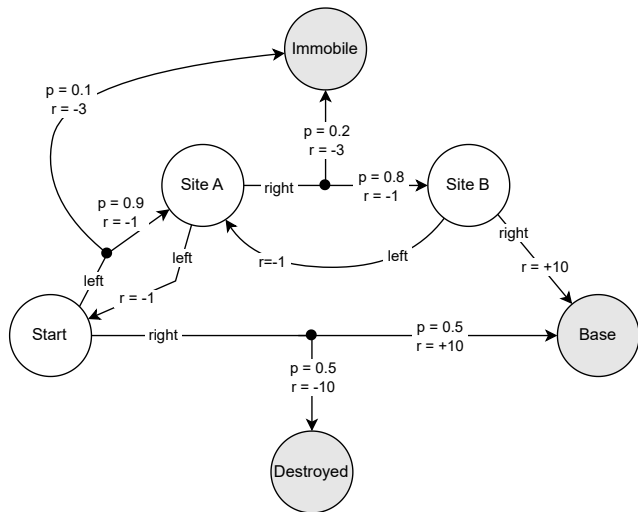 Immobile
p = 0.1
r = -3
p = 0.2
r = -3
Site A
right
p = 0.8
r = -1
Site B
p = 0.9
r = -1
right
left
r=-1
left
left
r = -1
r = +10
Start
right
p = 0.5
r = +10
Base
p = 0.5
r = -10
Destroyed